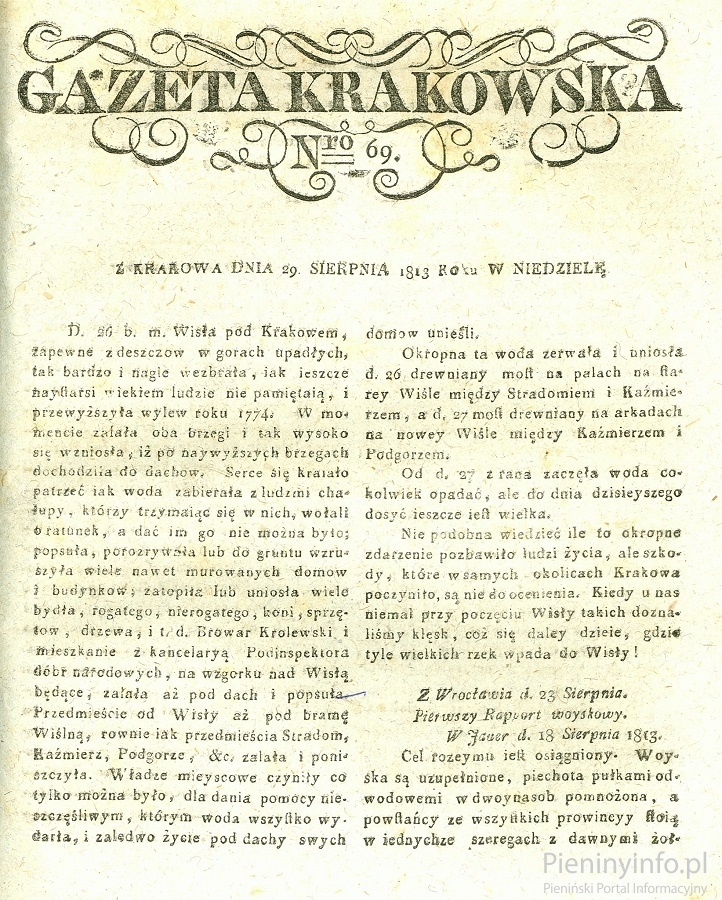 GAZETA KRAKOWSKA
Nro 69.
Z KRAKOWA DNIA 29. SIERPNIA 1813 Roku W NIEDZIELĘ
D. 26 b. m. Wisła pod Krakowem,
zapewne z deszczow w gorach upadłych,
tak bardzo i nagle wezbrała, iak ieszcze
nayſtarsi wiekiem ludzie nie pamiętaią, i
przewyższyła wylew roku 1774. W mo-
mencie zalała oba brzegi i tak wysoko
się wzniosła, iż po naywyższych brzegach
dochodziła do dachow. Serce się kraiało
patrzeć iak woda zabierała z ludzmi cha-
łupy, którzy trzymaiąc się w nich, wołali
o ratunek, a dać im go nie można było;
popsuła, porozrywała lub do gruntu wzru-
szyła wiele nawet murowanych domow
i budynkow; zatopiła lub uniosła wiele
bydła, rogatego, nierogatego, koni, sprzę-
tow, drzewa, i t. d. Browar Krolewski i
mieszkanie z kancelaryą Podinspektora
dobr narodowych, na wzgorku nad Wisłą
będące, zalała aż pod dach i popsuła.
Przedmieście od Wisły aż pod bramę
Wiślną, rownie iak przedmieścia Stradom,
Kaźmierz, Podgorze, &c. zalała i poni-
szczyła. Władze mieyscowe czyniły co
tylko można było, dla dania pomocy nie-
szczęśliwym, którym woda wszyſtko wy-
darła, i zaledwo życie pod dachy swych
domow unieśli.
Okropna ta woda zerwała i uniosła
d. 26 drewniany moſt na palach na ſta-
rey Wiśle między Stradomiem i Kaźmie-
rzem, a d. 27 moſt drewniany na arkadach
na nowey Wiśle między Kaźmierzem i
Podgorzem.
Od d. 27 z rana zaczęła woda co-
kolwiek opadać, ale do dnia dzisieyszego
dosyć ieszcze ieſt wielka.
Nie podobna wiedzieć ile to okropne
zdarzenie pozbawiło ludzi życia, ale szko-
dy, które w samych okolicach Krakowa
poczyniło, są nie do ocenienia. Kiedy u nas
niemal przy poczęciu Wisły takich dozna-
liśmy klęsk, coż się daley dzieie, gdzie
tyle wielkich rzek wpada do Wisły!
Z Wrocławia d. 23 Sierpnia.
Pierwszy Rapport woyskowy.
W Jauer d. 18 Sierpnia 1813.
Cel rozeymu ieſt osiągniony. Woy-
ska są uzupełnione, piechota pułkami od-
wodowemi w dwoynasob pomnożona, a
powſtańcy ze wszyſtkich prowincyy ſtoią
w iednychże szeregach z dawnymi żoł-
Pieninyinfo.pl
Pieniński Portal Informacyjny